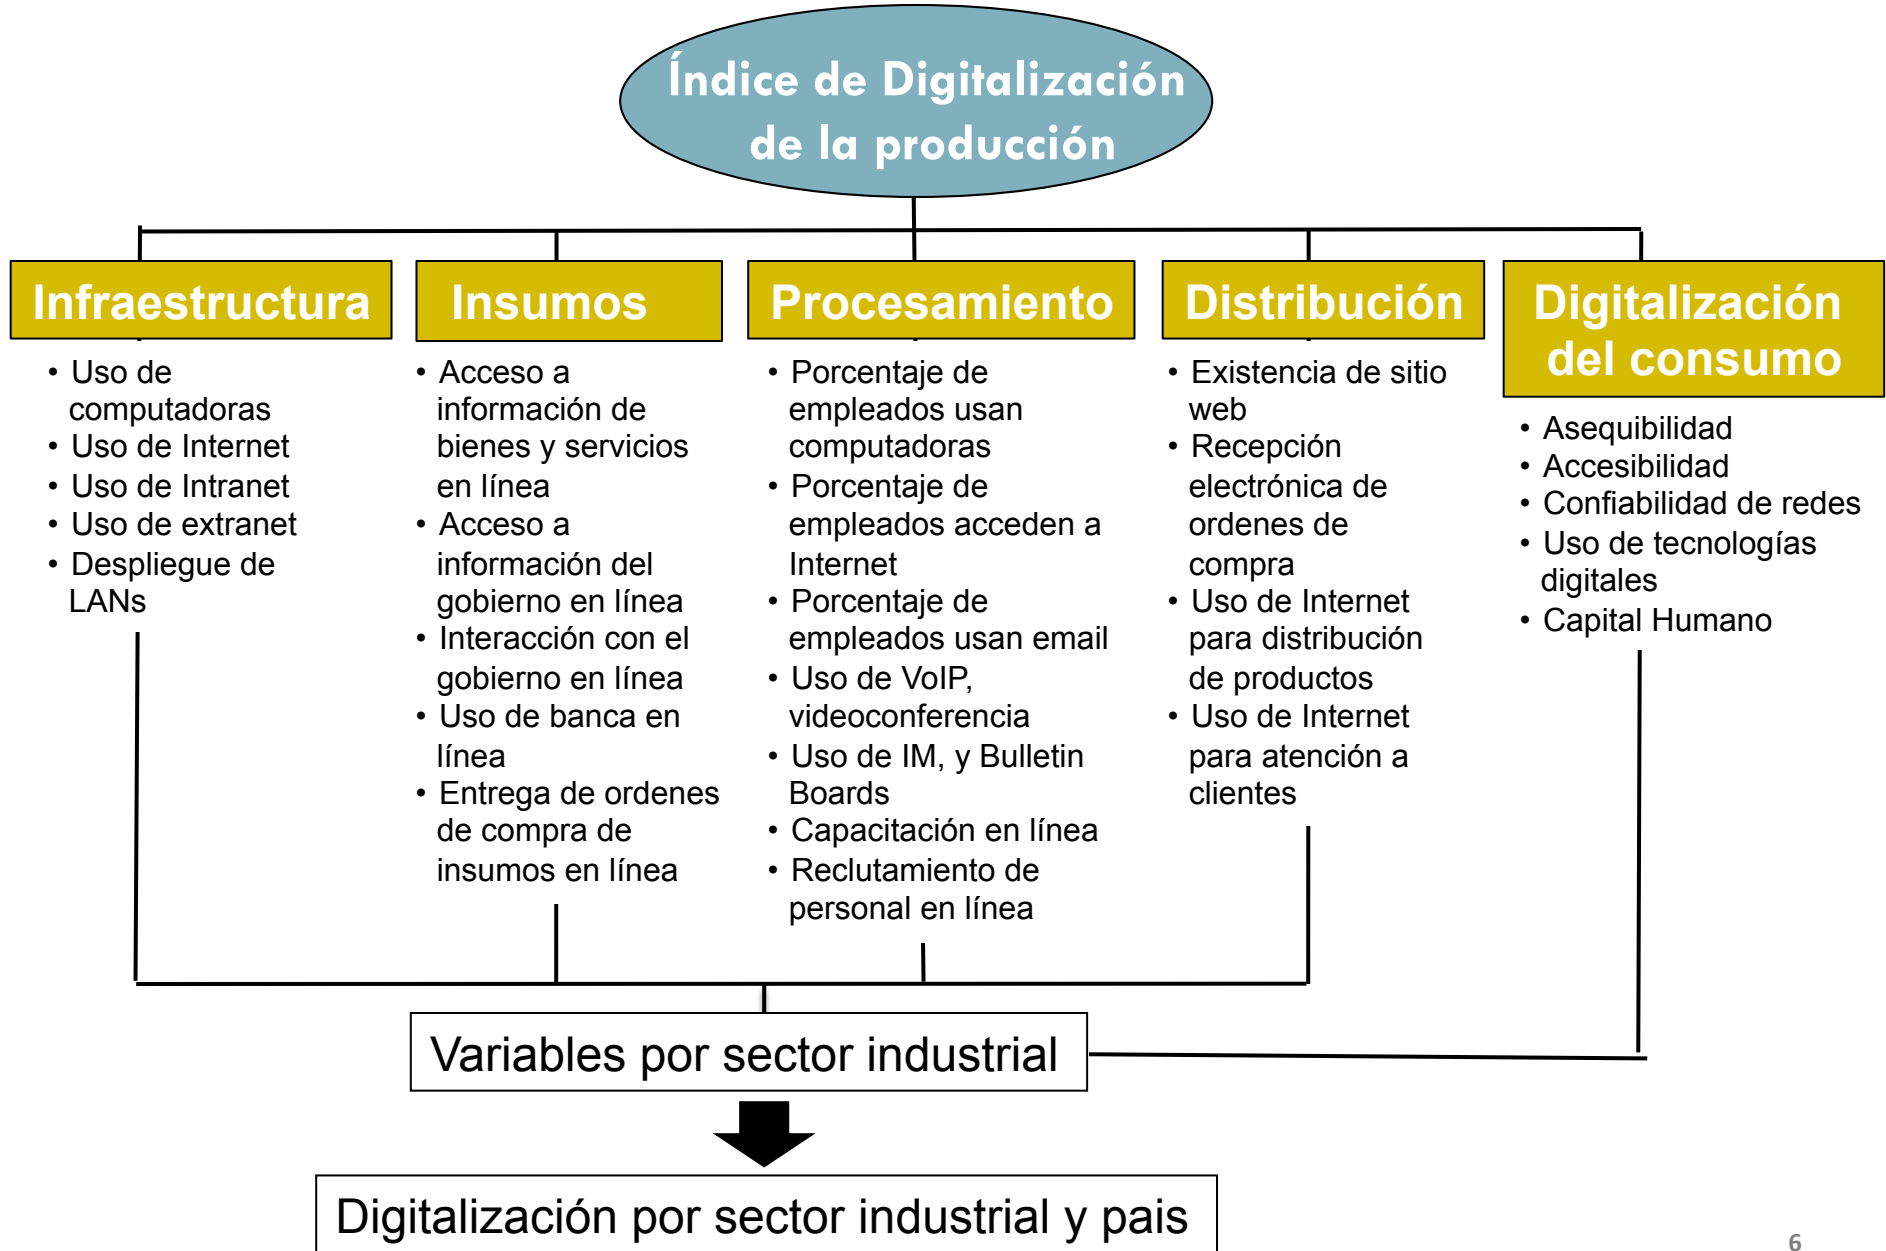 Índice de Digitalización
de la producción
Infraestructura
• Uso de
computadoras
• Uso de Internet
• Uso de Intranet
• Uso de extranet
• Despliegue de
LANs
Insumos
• Acceso a
información de
bienes y servicios
en línea
• Acceso a
información del
gobierno en línea
• Interacción con el
gobierno en línea
• Uso de banca en
línea
• Entrega de ordenes
de compra de
insumos en línea
Procesamiento
• Porcentaje de
empleados usan
computadoras
• Porcentaje de
empleados acceden a
Internet
• Porcentaje de
empleados usan email
• Uso de VoIP,
videoconferencia
• Uso de IM, y Bulletin
Boards
• Capacitación en línea
• Reclutamiento de
personal en línea
Distribución
• Existencia de sitio
web
• Recepción
electrónica de
ordenes de
compra
• Uso de Internet
para distribución
de productos
• Uso de Internet
para atención a
clientes
Digitalización
del consumo
• Asequibilidad
• Accesibilidad
• Confiabilidad de redes
• Uso de tecnologías
digitales
• Capital Humano
Variables por sector industrial
Digitalización por sector industrial y pais
6